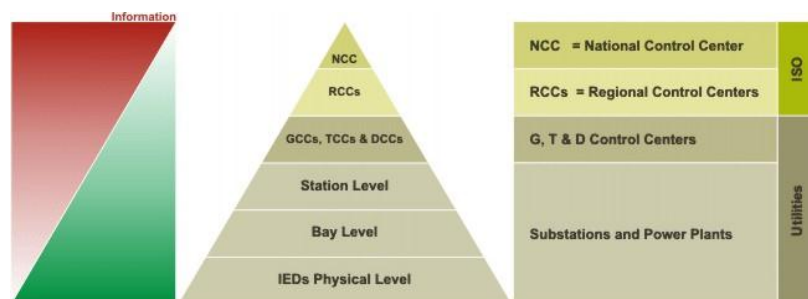 Information
NCC
RCCs
GCCs, TCCs & DCCs
Station Level
Bay Level
IEDs Physical Level
NCC = National Control Center
RCCs = Regional Control Centers
G, T & D Control Centers
Substations and Power Plants
ISO
Utilities